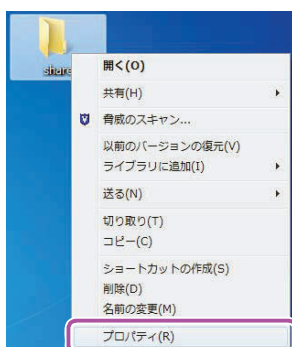 share
開く(O)
共有(H)
脅威のスキャン...
以前のバージョンの復元(V)
ライブラリに追加(I)
送る(N)
切り取り(T)
コピー(C)
ショートカットの作成(S)
削除(D)
名前の変更(M)
プロパティ(R)